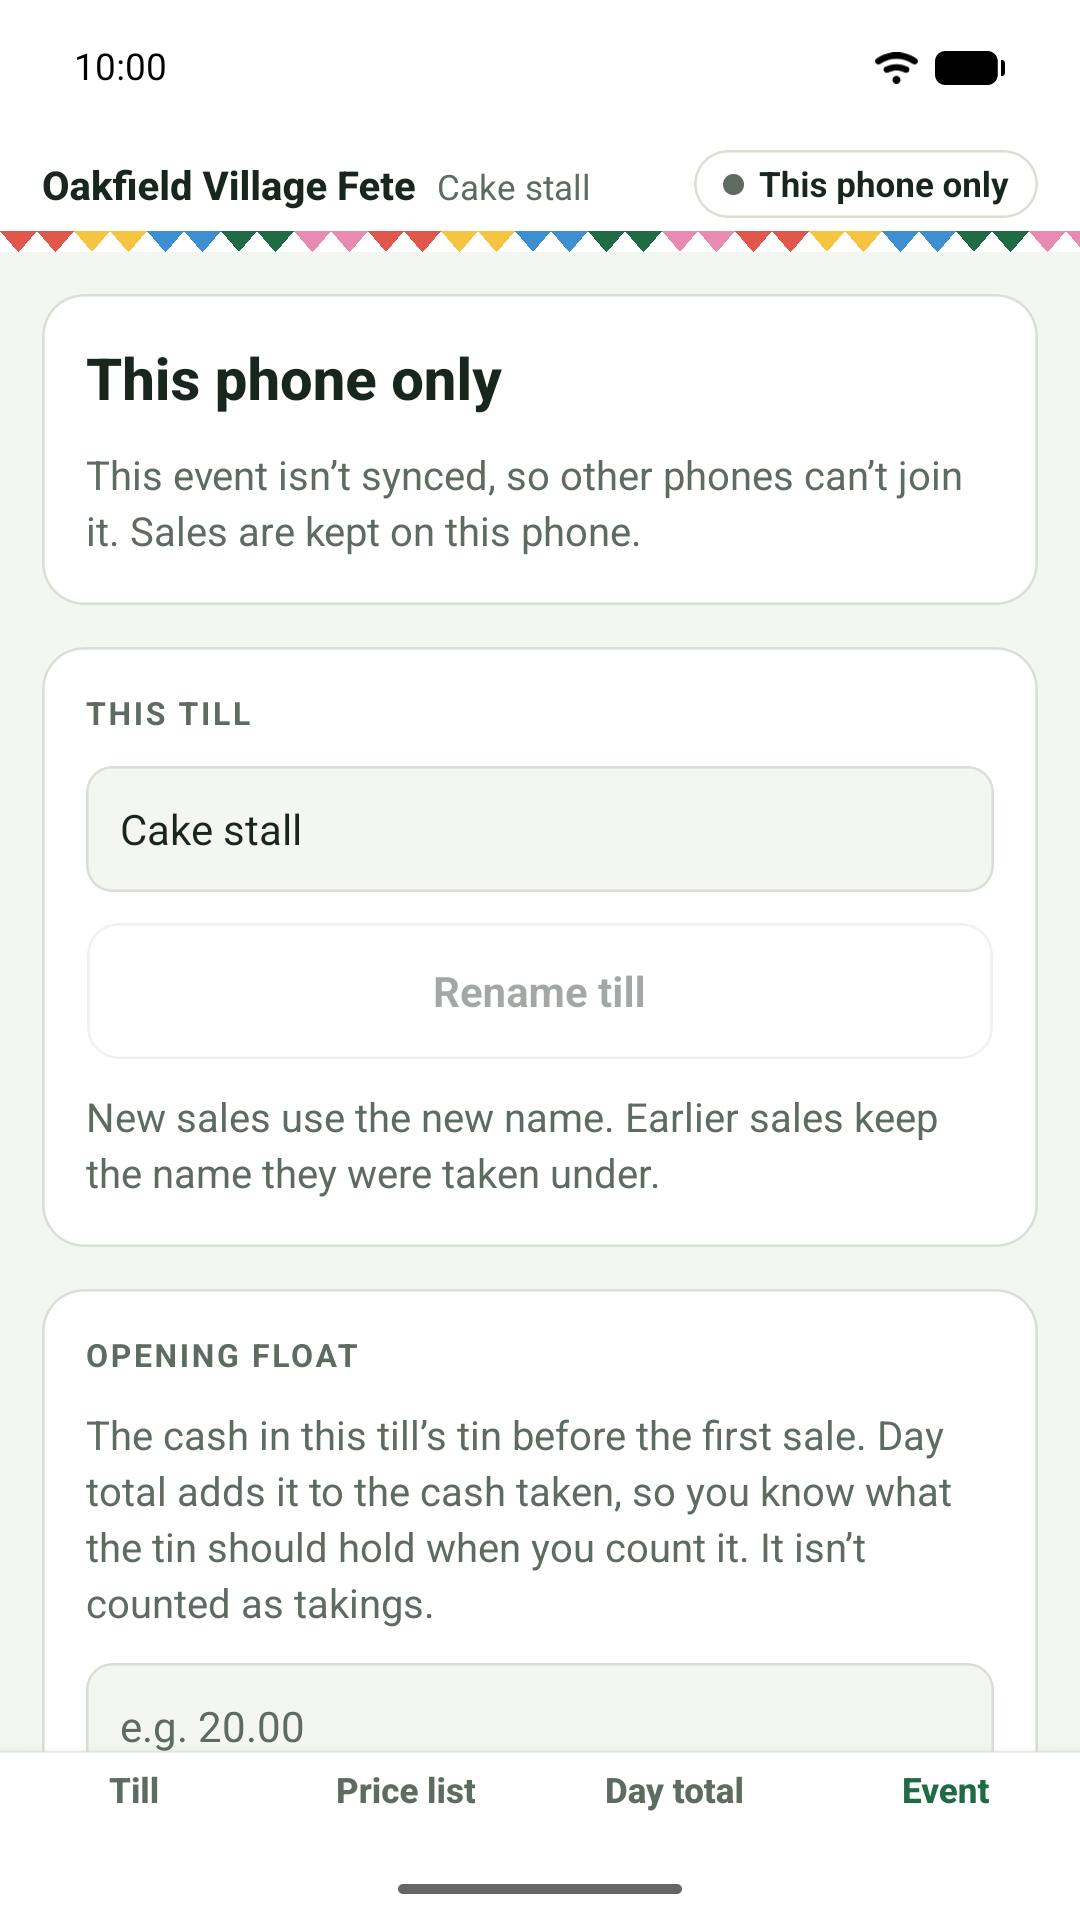 10:00
Oakfield Village Fete Cake stall
This phone only
This phone only
This event isn’t synced, so other phones can’t join
it. Sales are kept on this phone.
THIS TILL
Cake stall
Rename till
New sales use the new name. Earlier sales keep
the name they were taken under.
OPENING FLOAT
The cash in this till’s tin before the first sale. Day
total adds it to the cash taken, so you know what
the tin should hold when you count it. It isn’t
counted as takings.
e.g. 20.00
Till Price list Day total Event